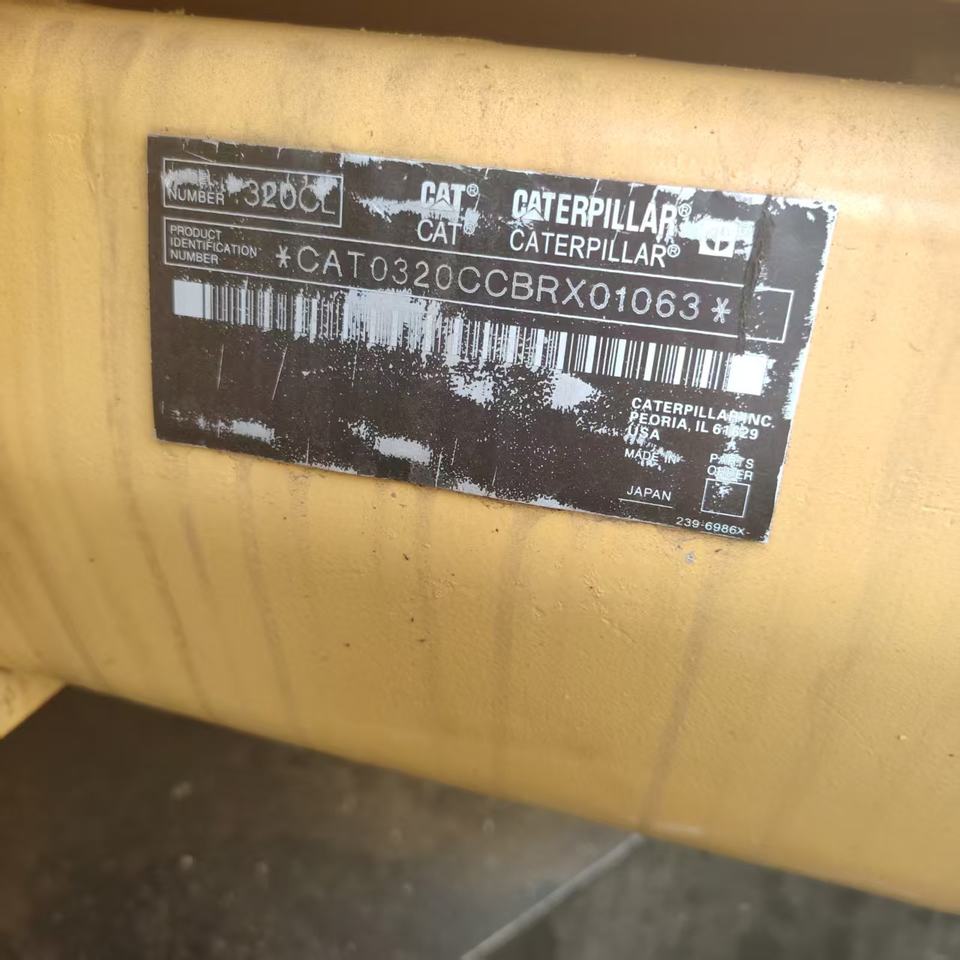 NUMBER 320CL
CAT® CATERPILLAR®
CAT® CATERPILLAR®
PRODUCT
IDENTIFICATION
NUMBER
*CAT0320CCBRX01063*
CATERPILLAR INC.
PEORIA, IL 61629
USA
MADE IN
JAPAN
PARTS
ORDER
239-6986X